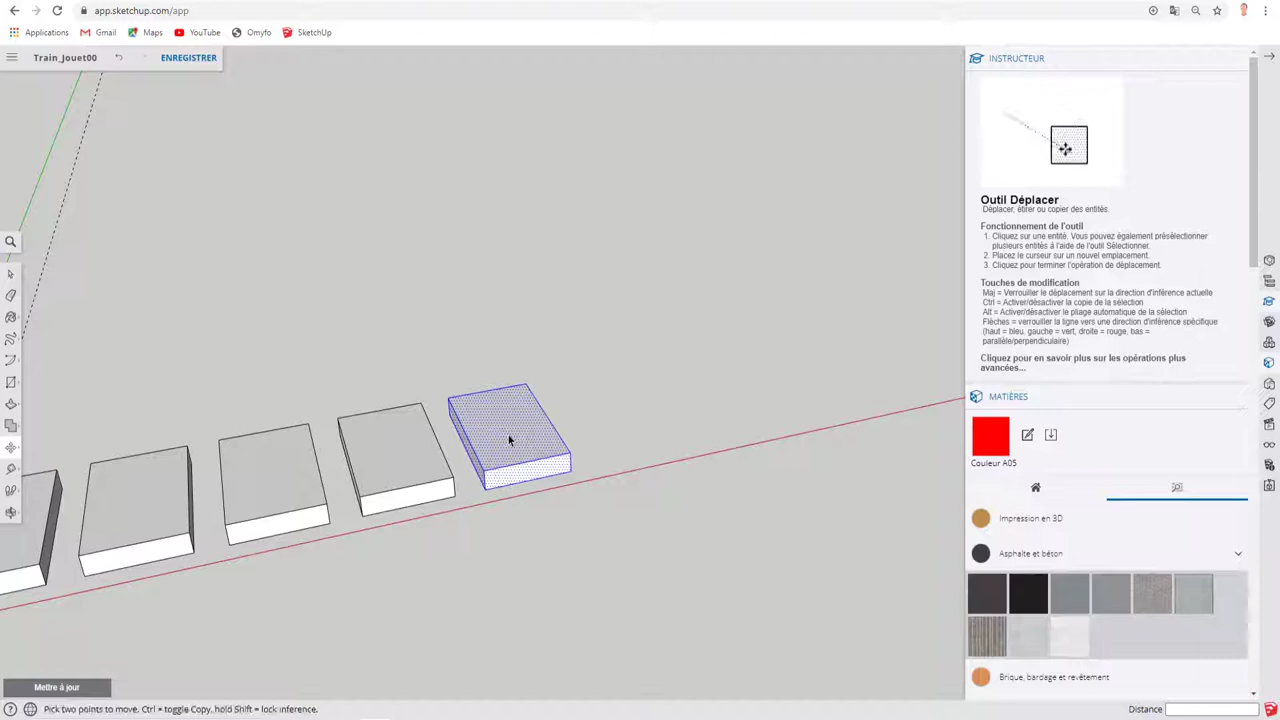 app.sketchup.com/app
Applications
Gmail
Maps
YouTube
Omyfo
SketchUp
Train_Jouet00
ENREGISTRER
INSTRUCTEUR
Outil Déplacer
Déplacer, étirer ou copier des entités.
Fonctionnement de l'outil
1. Cliquez sur une entité. Vous pouvez également présélectionner
plusieurs entités à l'aide de l'outil Sélectionner.
2. Placez le curseur sur un nouvel emplacement.
3. Cliquez pour terminer l'opération de déplacement.
Touches de modification
Maj = Verrouiller le déplacement sur la direction d'inférence actuelle
Ctrl = Activer/désactiver la copie de la sélection
Alt = Activer/désactiver le pliage automatique de la sélection
Flèches = verrouiller la ligne vers une direction d'inférence spécifique
(haut = bleu, gauche = vert, droite = rouge, bas =
parallèle/perpendiculaire)
Cliquez pour en savoir plus sur les opérations plus
avancées...
MATIÈRES
Couleur A05
Impression en 3D
Asphalte et béton
Brique, bardage et revêtement
Mettre à jour
Pick two points to move. Ctrl = toggle Copy, hold Shift = lock inference.
Distance